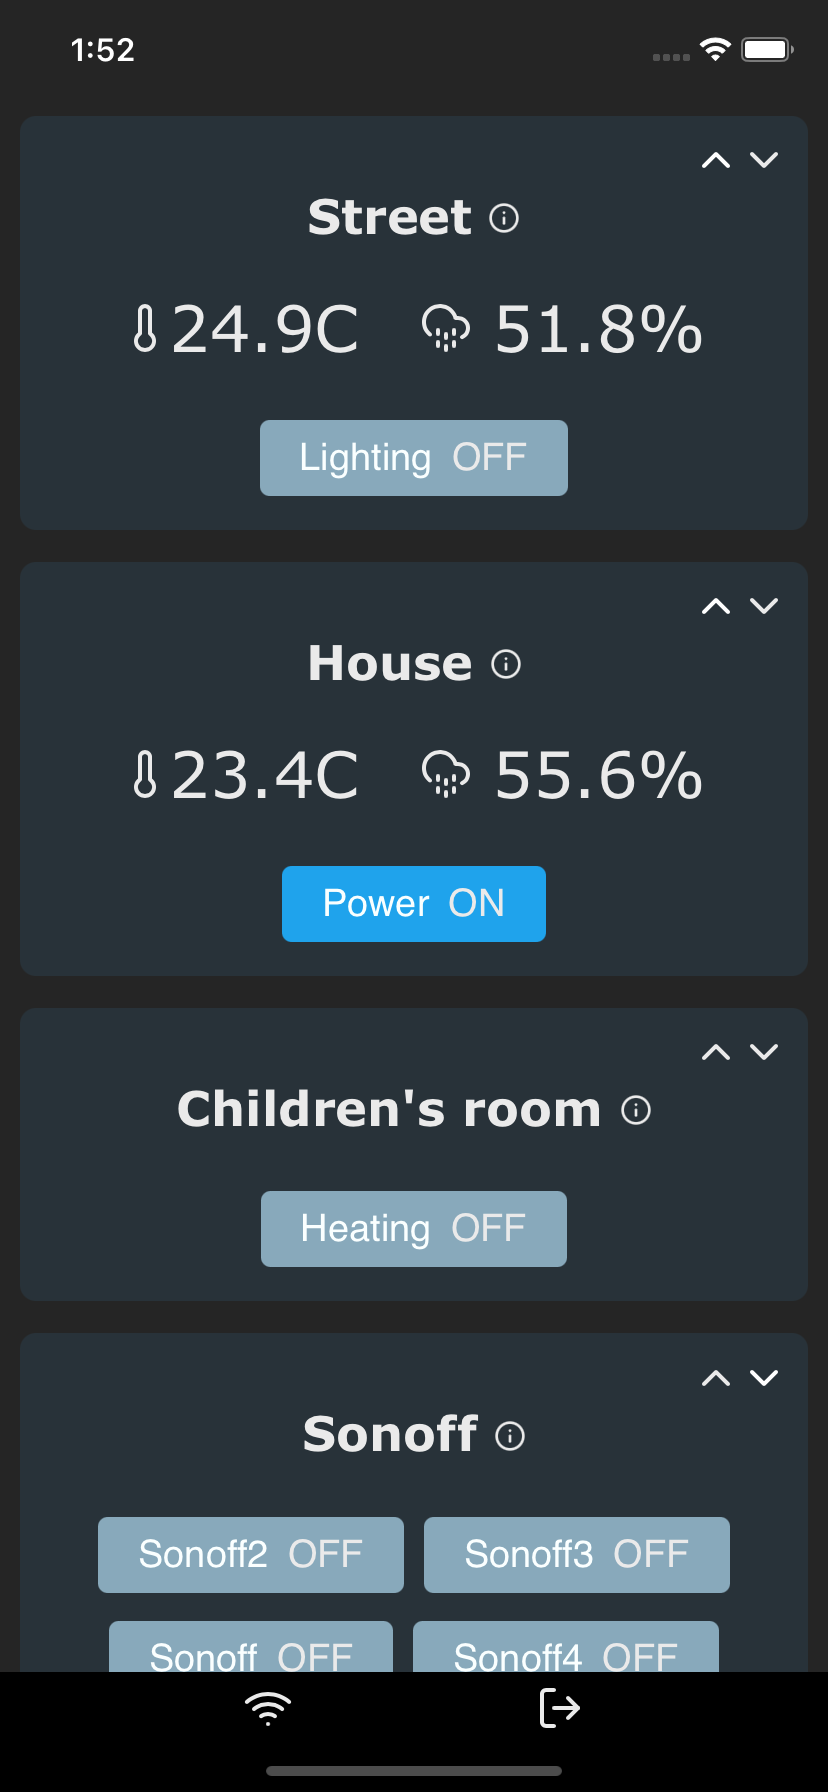 1:52
Street
24.9C 51.8%
Lighting OFF
House
23.4C 55.6%
Power ON
Children's room
Heating OFF
Sonoff
Sonoff2 OFF Sonoff3 OFF
Sonoff OFF Sonoff4 OFF